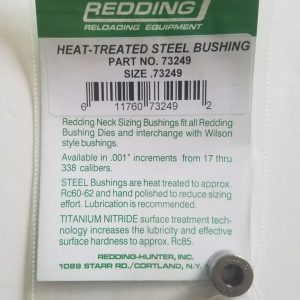 REDDING
RELOADING EQUIPMENT
HEAT-TREATED STEEL BUSHING
PART NO. 73249
SIZE .73249
6 11760 73249 2
Redding Neck Sizing Bushings fit all Redding
Bushing Dies and interchange with Wilson
style bushings.
Available in .001" increments from 17 thru
338 calibers.
STEEL Bushings are heat treated to approx.
Rc60-62 and hand polished to reduce sizing
effort. Lubrication is recommended.
TITANIUM NITRIDE surface treatment tech-
nology increases the lubricity and effective
surface hardness to approx. Rc85.
REDDING-HUNTER, INC.
1089 STARR RD./CORTLAND, N.Y.